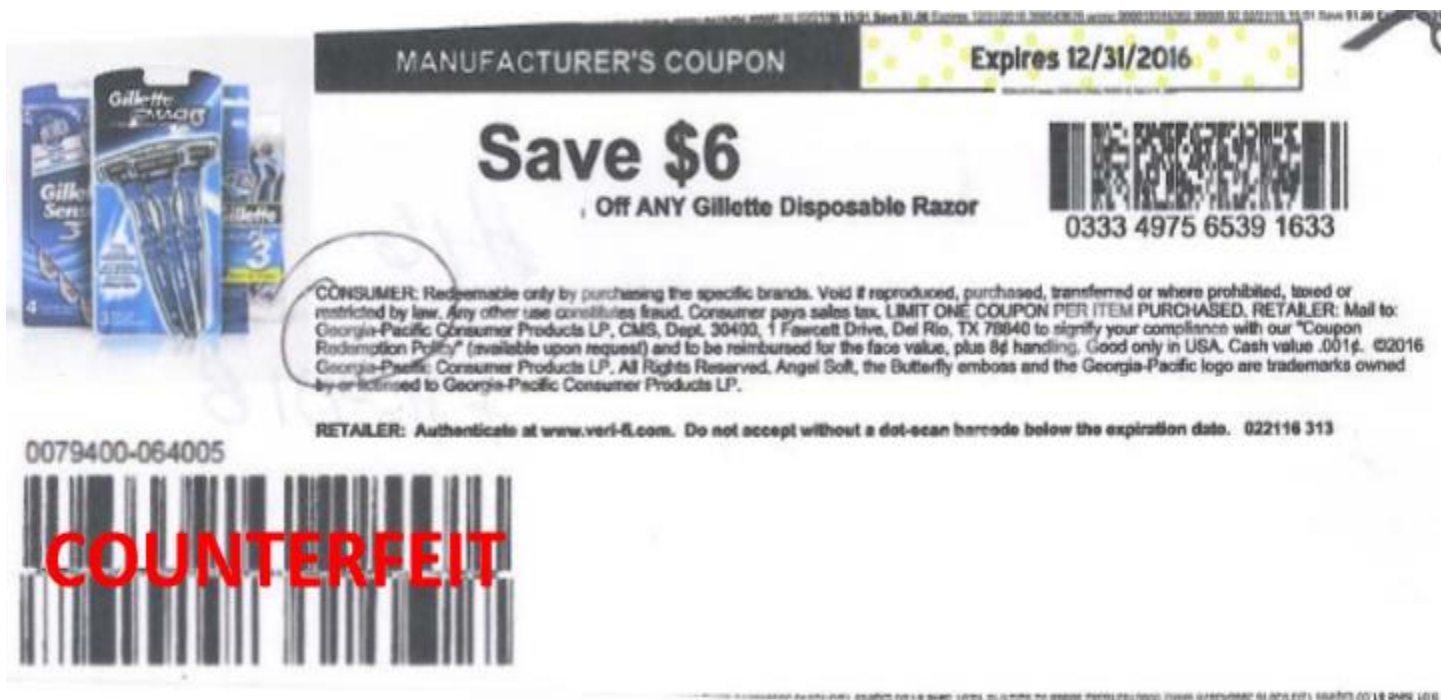 MANUFACTURER'S COUPON
Expires 12/31/2016
Gillette
Save $6
Off ANY Gillette Disposable Razor
0333 4975 6539 1633
3
4
CONSUMER: Redeemable only by purchasing the specific brands. Void if reproduced, purchased, transferred or where prohibited, taxed or
restricted by law. Any other use constitutes fraud. Consumer pays sales tax. LIMIT ONE COUPON PER ITEM PURCHASED. RETAILER: Mail to:
Georgia-Pacific Consumer Products LP, CMS, Dept. 30400, 1 Fawcett Drive, Del Rio, TX 78840 to signify your compliance with our "Coupon
Redemption Policy" (available upon request) and to be reimbursed for the face value, plus 8¢ handling. Good only in USA. Cash value .001¢. ©2016
Georgia-Pacific Consumer Products LP. All Rights Reserved. Angel Soft, the Butterfly emboss and the Georgia-Pacific logo are trademarks owned
by or licensed to Georgia-Pacific Consumer Products LP.
RETAILER: Authenticate at www.veri-fi.com. Do not accept without a dot-scan barcode below the expiration date. 022116 313
0079400-064005
COUNTERFEIT